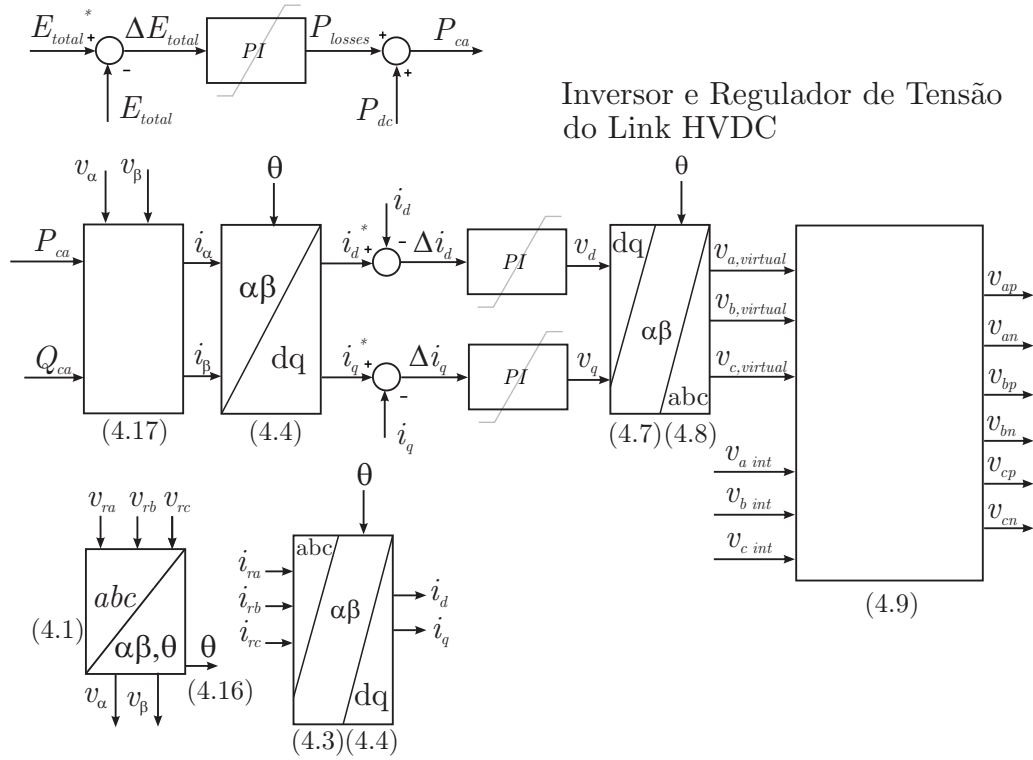 E_total* + ΔE_total PI P_losses + P_ca
- +
E_total P_dc
Inversor e Regulador de Tensão
do Link HVDC
v_α v_β θ i_d θ
P_ca i_α αβ i_d* + - Δi_d PI v_d dq v_a,virtual
v_ap
v_b,virtual
αβ v_an
Q_ca i_β dq i_q* + Δi_q PI v_q v_c,virtual
- abc v_bp
(4.17) (4.4) i_q (4.7)(4.8) v_bn
v_a int v_cp
v_b int v_cn
v_c int
(4.9)
v_ra v_rb v_rc θ
abc
i_ra
abc αβ i_d
(4.1) i_rb
αβ,θ θ i_rc i_q
v_α v_β (4.16) dq
(4.3)(4.4)